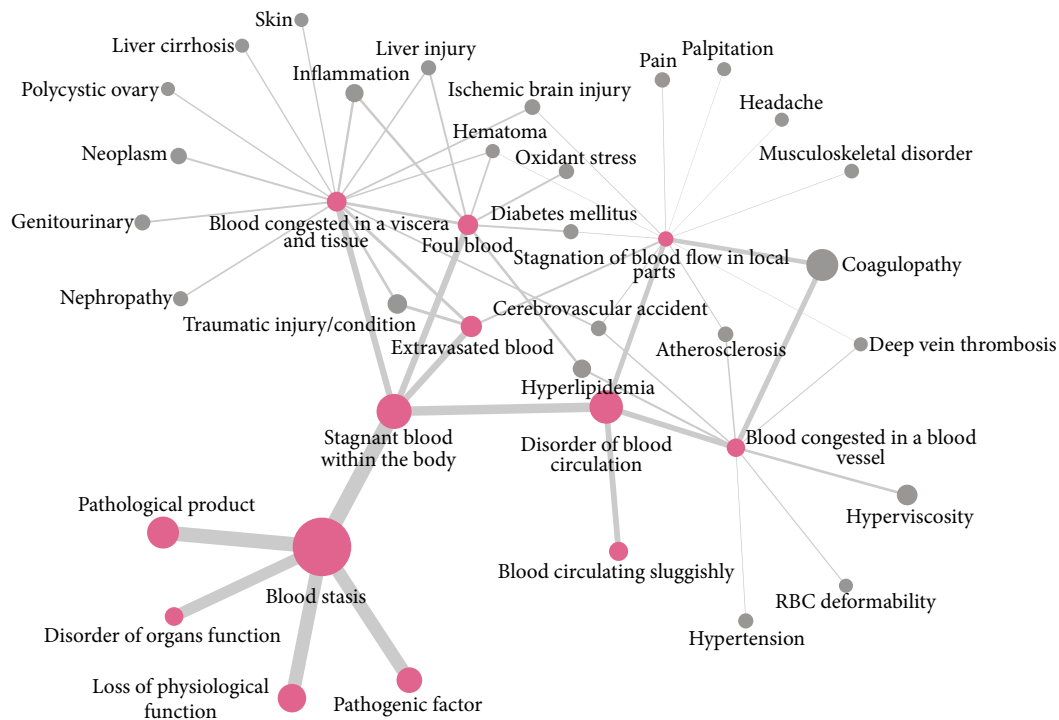 Skin
Liver cirrhosis
Liver injury
Palpitation
Pain
Inflammation
Polycystic ovary
Ischemic brain injury
Headache
Hematoma
Neoplasm
Oxidant stress
Musculoskeletal disorder
Genitourinary
Blood congested in a viscera
and tissue
Diabetes mellitus
Foul blood
Stagnation of blood flow in local
parts
Coagulopathy
Nephropathy
Traumatic injury/condition
Cerebrovascular accident
Extravasated blood
Atherosclerosis
Deep vein thrombosis
Hyperlipidemia
Stagnant blood
within the body
Disorder of blood
circulation
Blood congested in a blood
vessel
Pathological product
Hyperviscosity
Blood circulating sluggishly
Blood stasis
RBC deformability
Disorder of organs function
Hypertension
Loss of physiological
function
Pathogenic factor